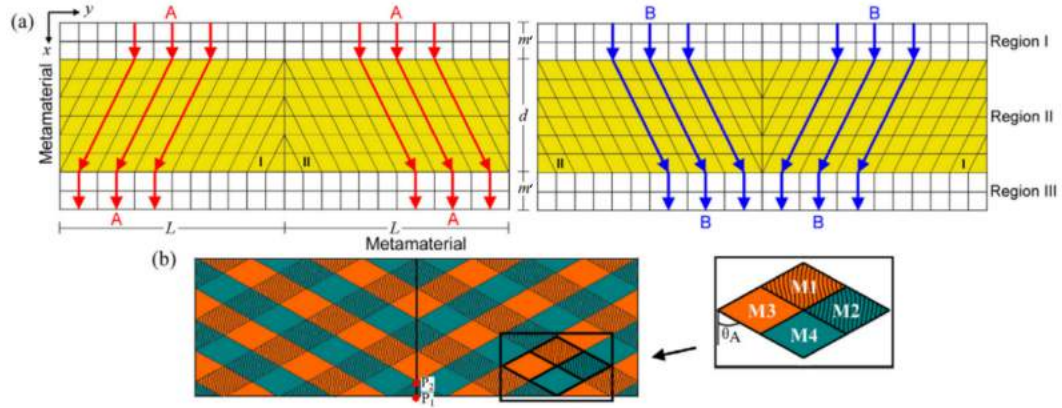 (a)
y
x
A
A
B
B
m'
Region I
Metamaterial
d
Region II
I
II
II
I
m'
Region III
A
A
B
B
L
L
Metamaterial
(b)
M1
M3
M2
M4
θA
P2
P1